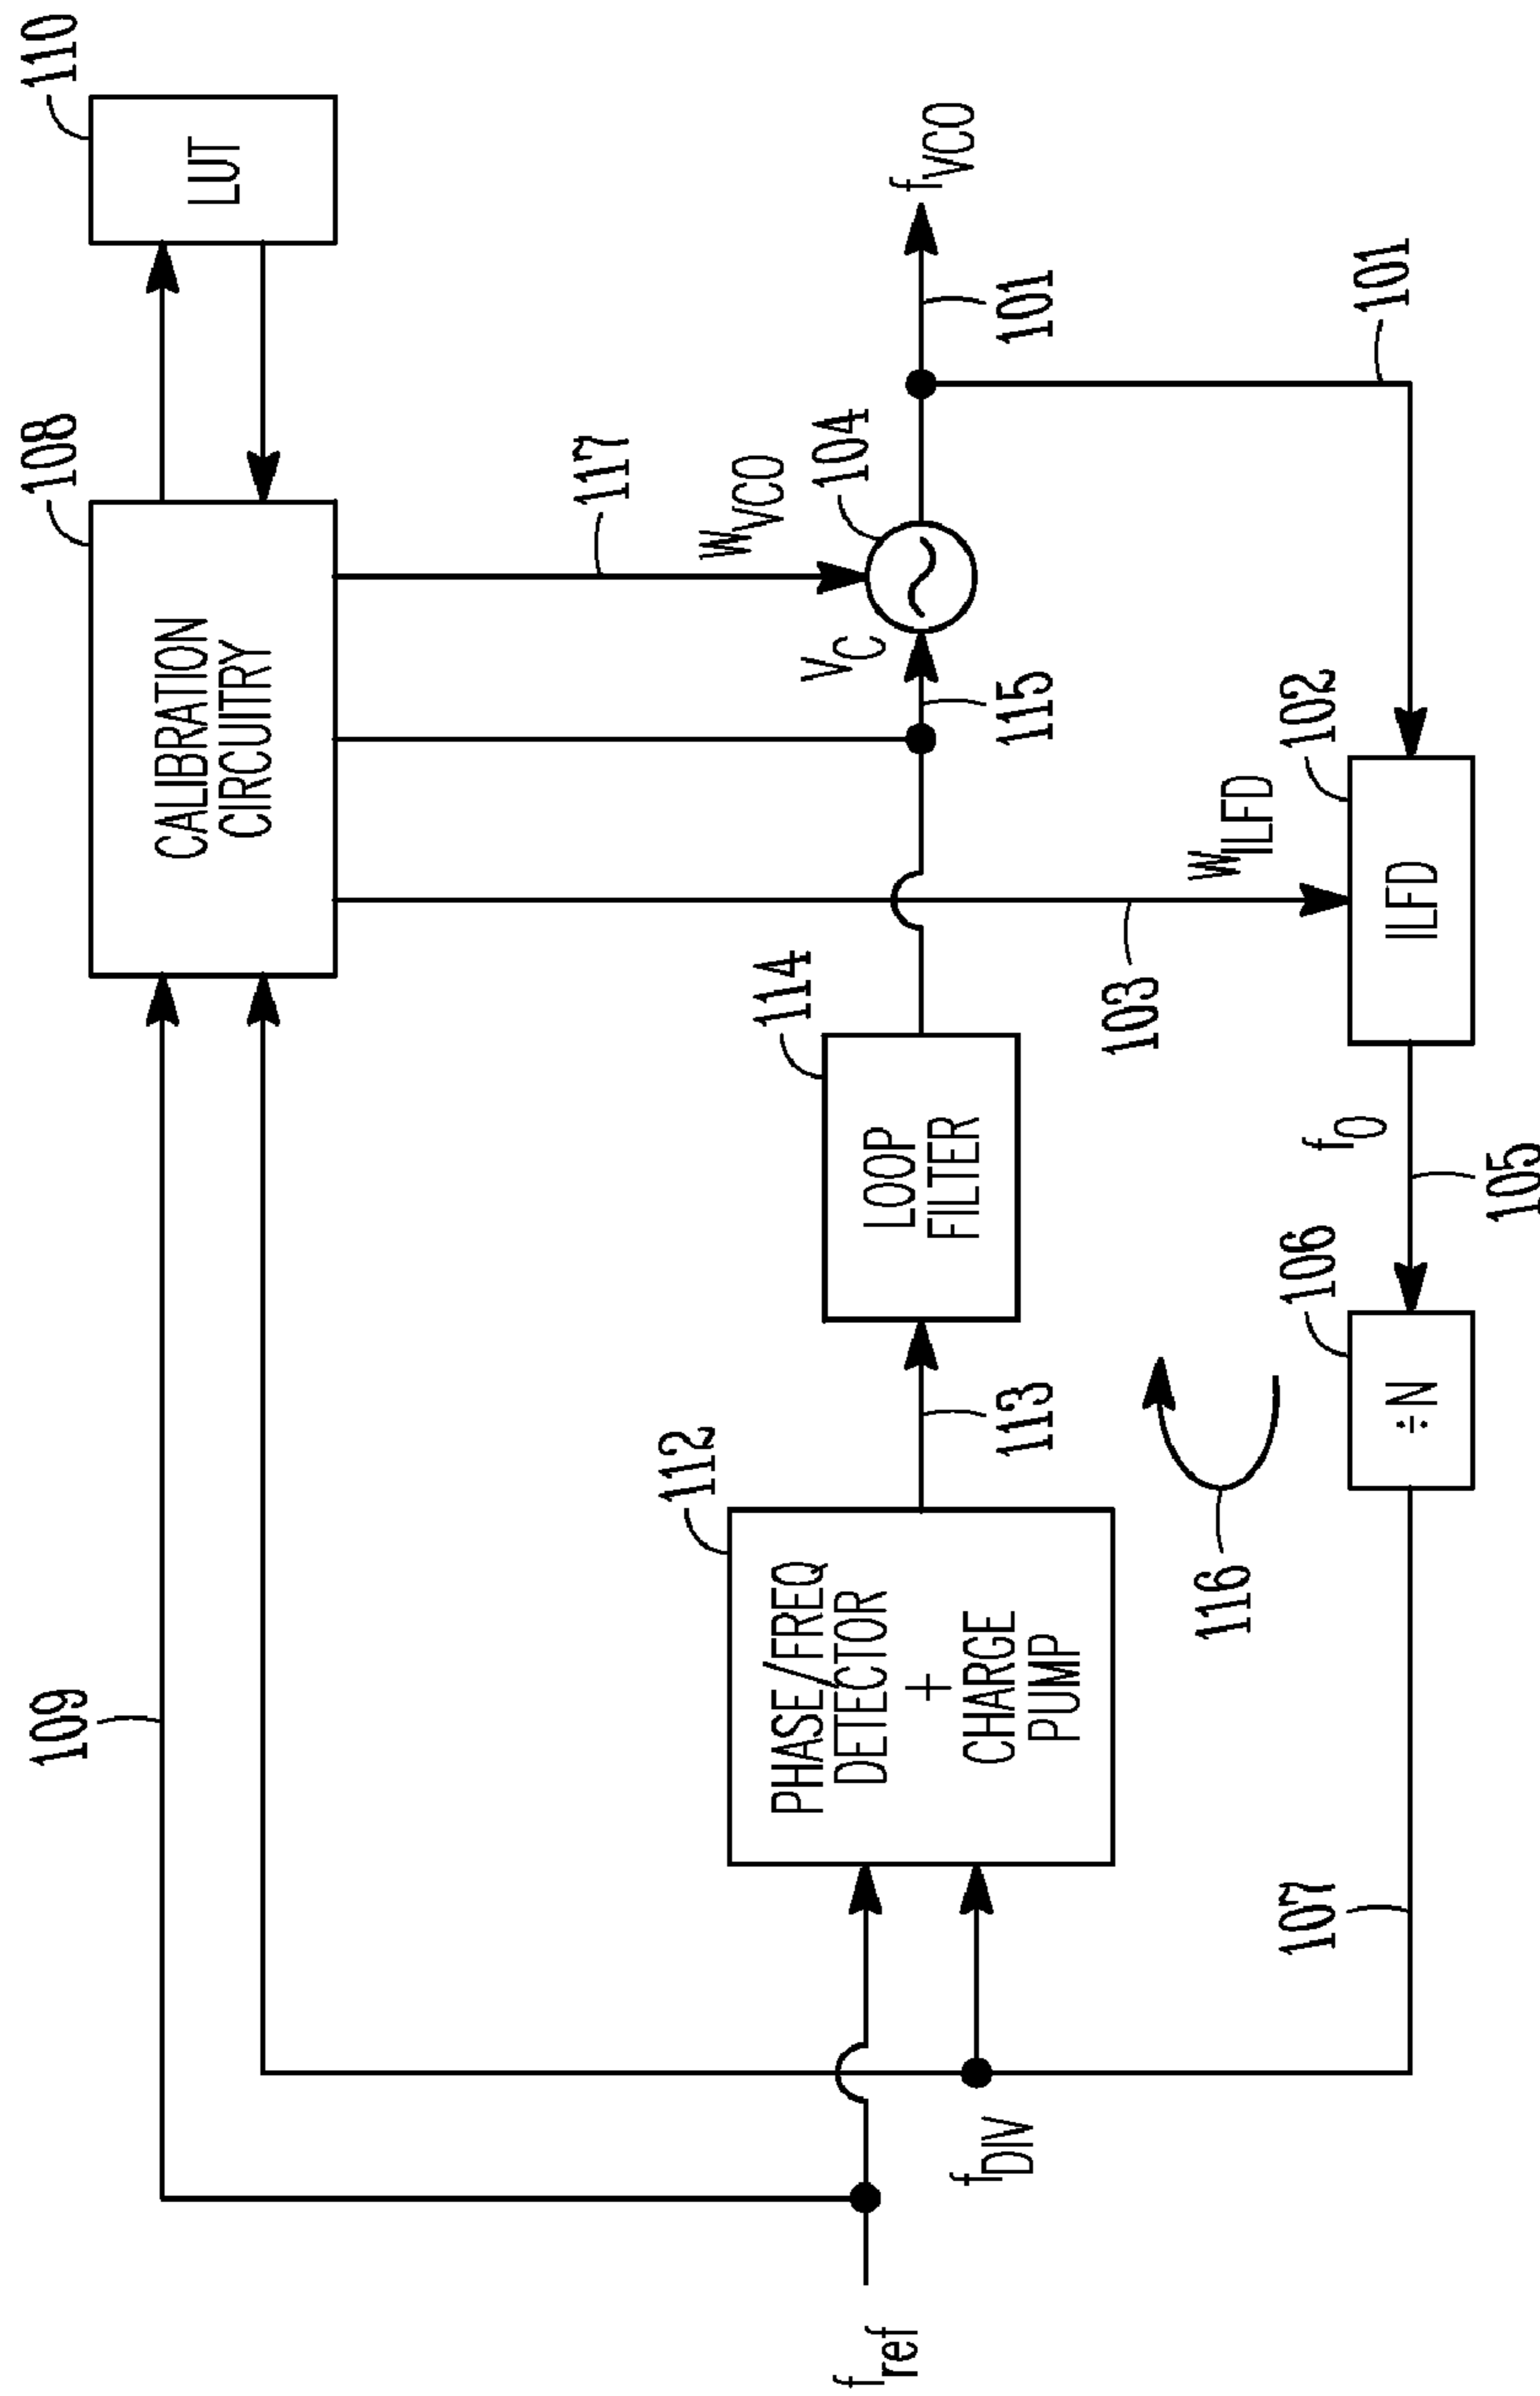 110
LUT
108
CALIBRATION
CIRCUITRY
109
117
W_VCO
104
V_C
f_VCO
101
115
114
LOOP
FILTER
112
PHASE/FREQ
DETECTOR
+
CHARGE
PUMP
113
f_ref
f_DIV
103
W_ILFD
116
101
102
ILFD
f_O
105
106
÷N
107